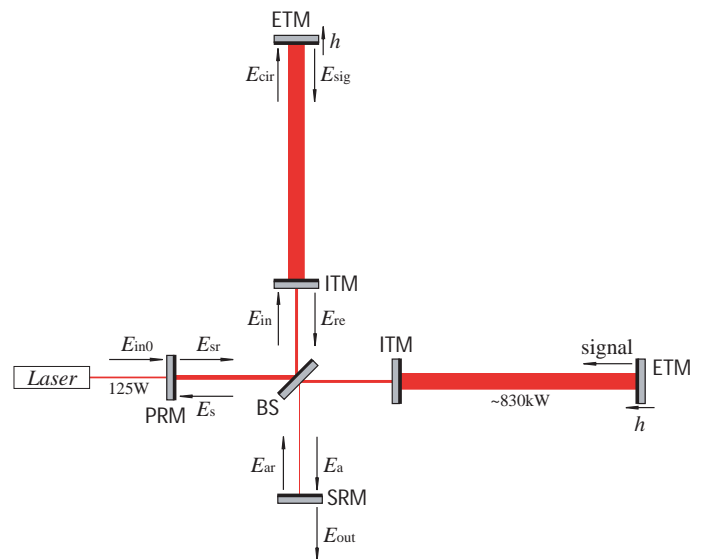 ETM
h
Ecir
Esig
ITM
Ein
Ere
Ein0
Esr
ITM
signal
ETM
Laser
125W
Es
BS
~830kW
PRM
h
Ear
Ea
SRM
Eout